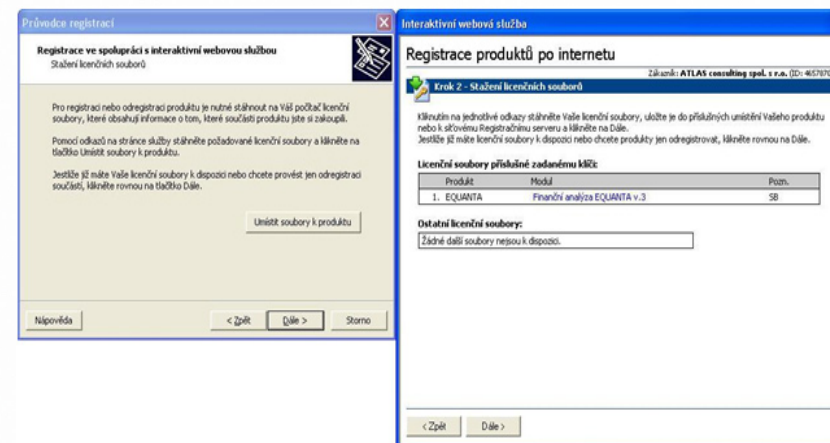 Průvodce registrací
Registrace ve spolupráci s interaktivní webovou službou
Stažení licenčních souborů
Pro registraci nebo odregistraci produktu je nutné stáhnout na Váš počítač licenční
soubory, které obsahují informace o tom, které součásti produktu jste si zakoupili.
Pomocí odkazů na stránce služby stáhněte požadované licenční soubory a klikněte na
tlačítko Umístit soubory k produktu.
Jestliže již máte Vaše licenční soubory k dispozici nebo chcete provést jen odregistraci
součástí, klikněte rovnou na tlačítko Dále.
Umístit soubory k produktu
Nápověda
< Zpět
Dále >
Storno
Interaktivní webová služba
Registrace produktů po internetu
Zákazník: ATLAS consulting spol. s r.o. (ID: 4657870
Krok 2 - Stažení licenčních souborů
Kliknutím na jednotlivé odkazy stáhněte Vaše licenční soubory, uložte je do příslušných umístění Vašeho produktu
nebo k síťovému Registračnímu serveru a klikněte na Dále.
Jestliže již máte licenční soubory k dispozici nebo chcete produkty jen odregistrovat, klikněte rovnou na Dále.
Licenční soubory příslušné zadanému klíči:
Produkt Modul Pozn.
1. EQUANTA Finanční analýza EQUANTA v.3 SB
Ostatní licenční soubory:
Žádné další soubory nejsou k dispozici.
< Zpět
Dále >